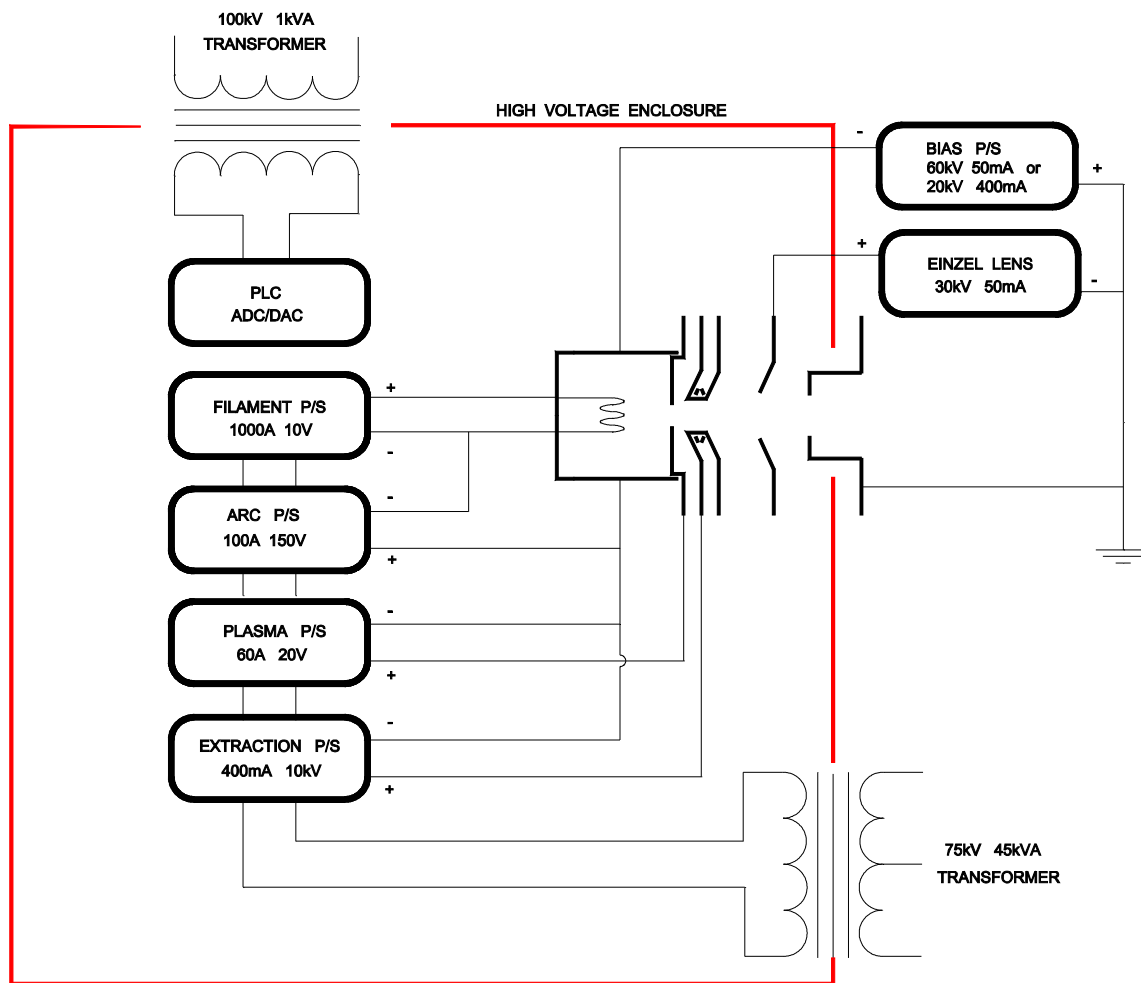 100kV 1kVA
TRANSFORMER
HIGH VOLTAGE ENCLOSURE
-
BIAS P/S
60kV 50mA or
20kV 400mA
+
+
EINZEL LENS
30kV 50mA
-
PLC
ADC/DAC
+
FILAMENT P/S
1000A 10V
-
-
ARC P/S
100A 150V
+
-
PLASMA P/S
60A 20V
+
-
EXTRACTION P/S
400mA 10kV
+
75kV 45kVA
TRANSFORMER